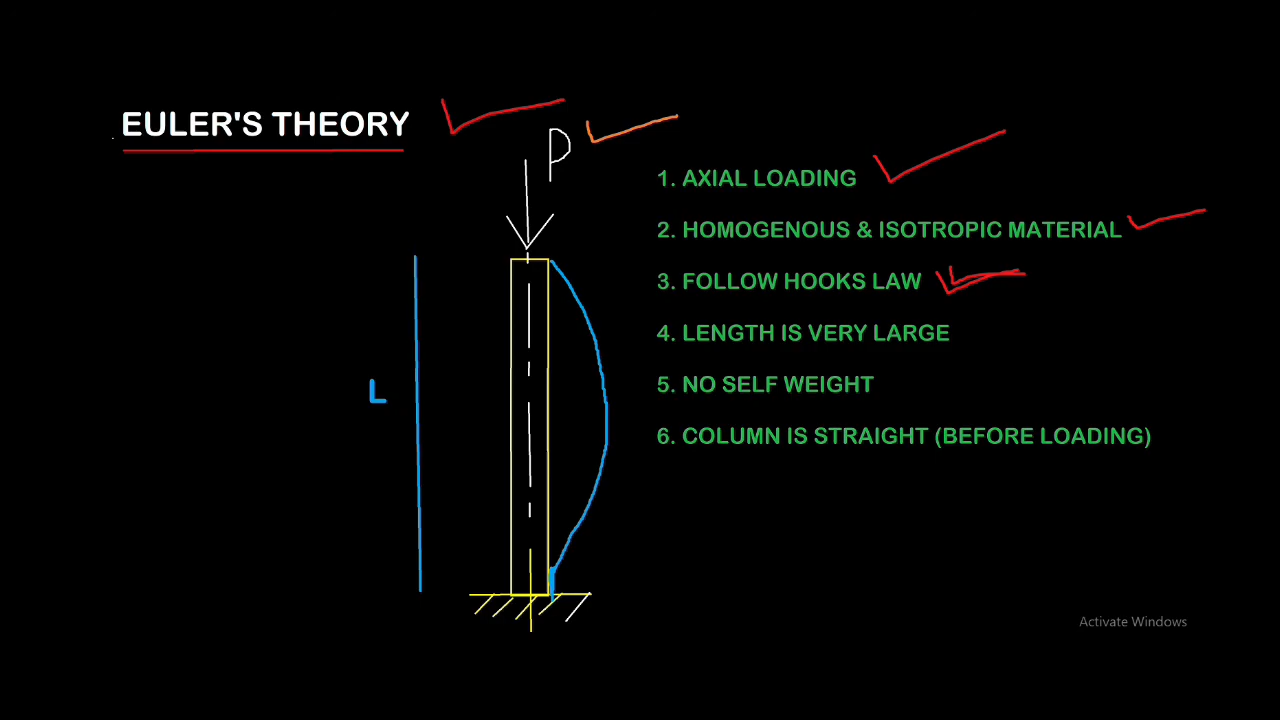 EULER'S THEORY
P
1. AXIAL LOADING
2. HOMOGENOUS & ISOTROPIC MATERIAL
3. FOLLOW HOOKS LAW
4. LENGTH IS VERY LARGE
L
5. NO SELF WEIGHT
6. COLUMN IS STRAIGHT (BEFORE LOADING)
Activate Windows